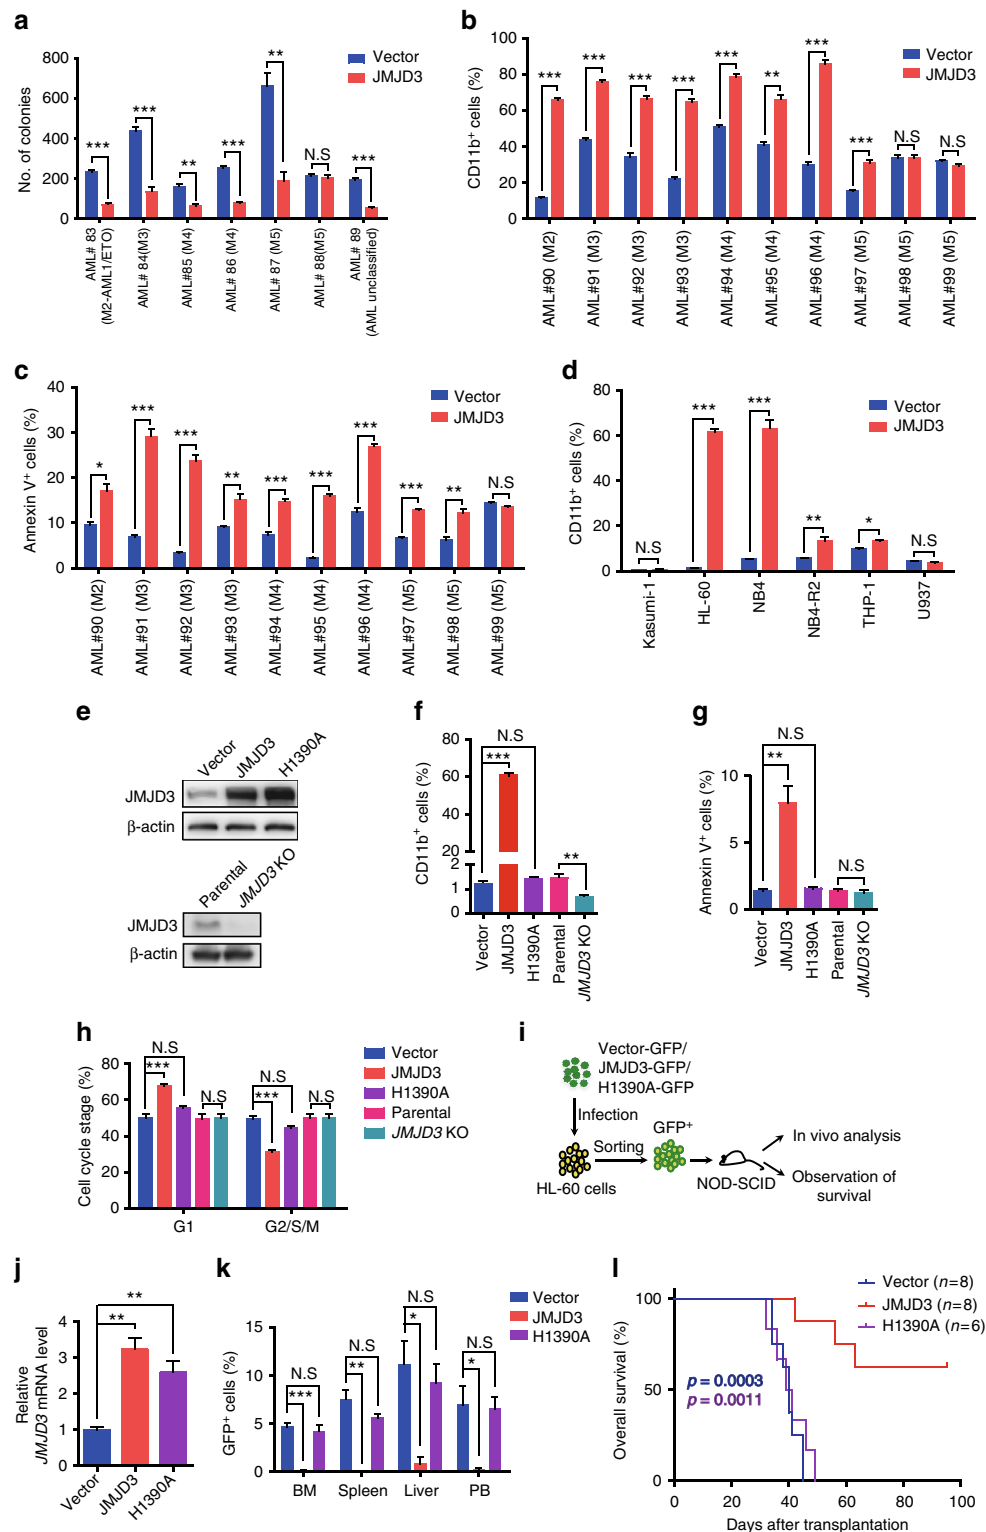 a
800
600
400
200
0
No. of colonies
Vector
JMJD3
***
***
**
***
**
N.S
***
AML# 83
(M2-AML1/ETO)
AML# 84(M3)
AML#85 (M4)
AML# 86 (M4)
AML# 87 (M5)
AML# 88(M5)
AML# 89
(AML unclassified)
b
100
80
60
40
20
0
CD11b+ cells (%)
Vector
JMJD3
***
***
***
***
***
**
***
***
N.S
N.S
AML#90 (M2)
AML#91 (M3)
AML#92 (M3)
AML#93 (M3)
AML#94 (M4)
AML#95 (M4)
AML#96 (M4)
AML#97 (M5)
AML#98 (M5)
AML#99 (M5)
c
40
30
20
10
0
Annexin V+ cells (%)
Vector
JMJD3
*
***
***
**
***
***
***
***
**
N.S
AML#90 (M2)
AML#91 (M3)
AML#92 (M3)
AML#93 (M3)
AML#94 (M4)
AML#95 (M4)
AML#96 (M4)
AML#97 (M5)
AML#98 (M5)
AML#99 (M5)
d
80
60
40
20
0
CD11b+ cells (%)
Vector
JMJD3
N.S
***
***
**
*
N.S
Kasumi-1
HL-60
NB4
NB4-R2
THP-1
U937
e
Vector
JMJD3
H1390A
JMJD3
β-actin
Parental
JMJD3 KO
JMJD3
β-actin
f
80
60
40
20
2
1
0
CD11b+ cells (%)
N.S
***
**
Vector
JMJD3
H1390A
Parental
JMJD3 KO
g
10
5
0
Annexin V+ cells (%)
N.S
**
N.S
Vector
JMJD3
H1390A
Parental
JMJD3 KO
h
80
60
40
20
0
Cell cycle stage (%)
N.S
***
N.S
N.S
***
N.S
G1
G2/S/M
Vector
JMJD3
H1390A
Parental
JMJD3 KO
i
Vector-GFP/
JMJD3-GFP/
H1390A-GFP
Infection
Sorting
GFP+
HL-60 cells
NOD-SCID
In vivo analysis
Observation of
survival
j
4
3
2
1
0
Relative
JMJD3 mRNA level
**
**
Vector
JMJD3
H1390A
k
15
10
5
0
GFP+ cells (%)
Vector
JMJD3
H1390A
N.S
***
N.S
**
N.S
*
N.S
*
BM
Spleen
Liver
PB
l
100
50
0
Overall survival (%)
Vector (n=8)
JMJD3 (n=8)
H1390A (n=6)
p = 0.0003
p = 0.0011
0
20
40
60
80
100
Days after transplantation